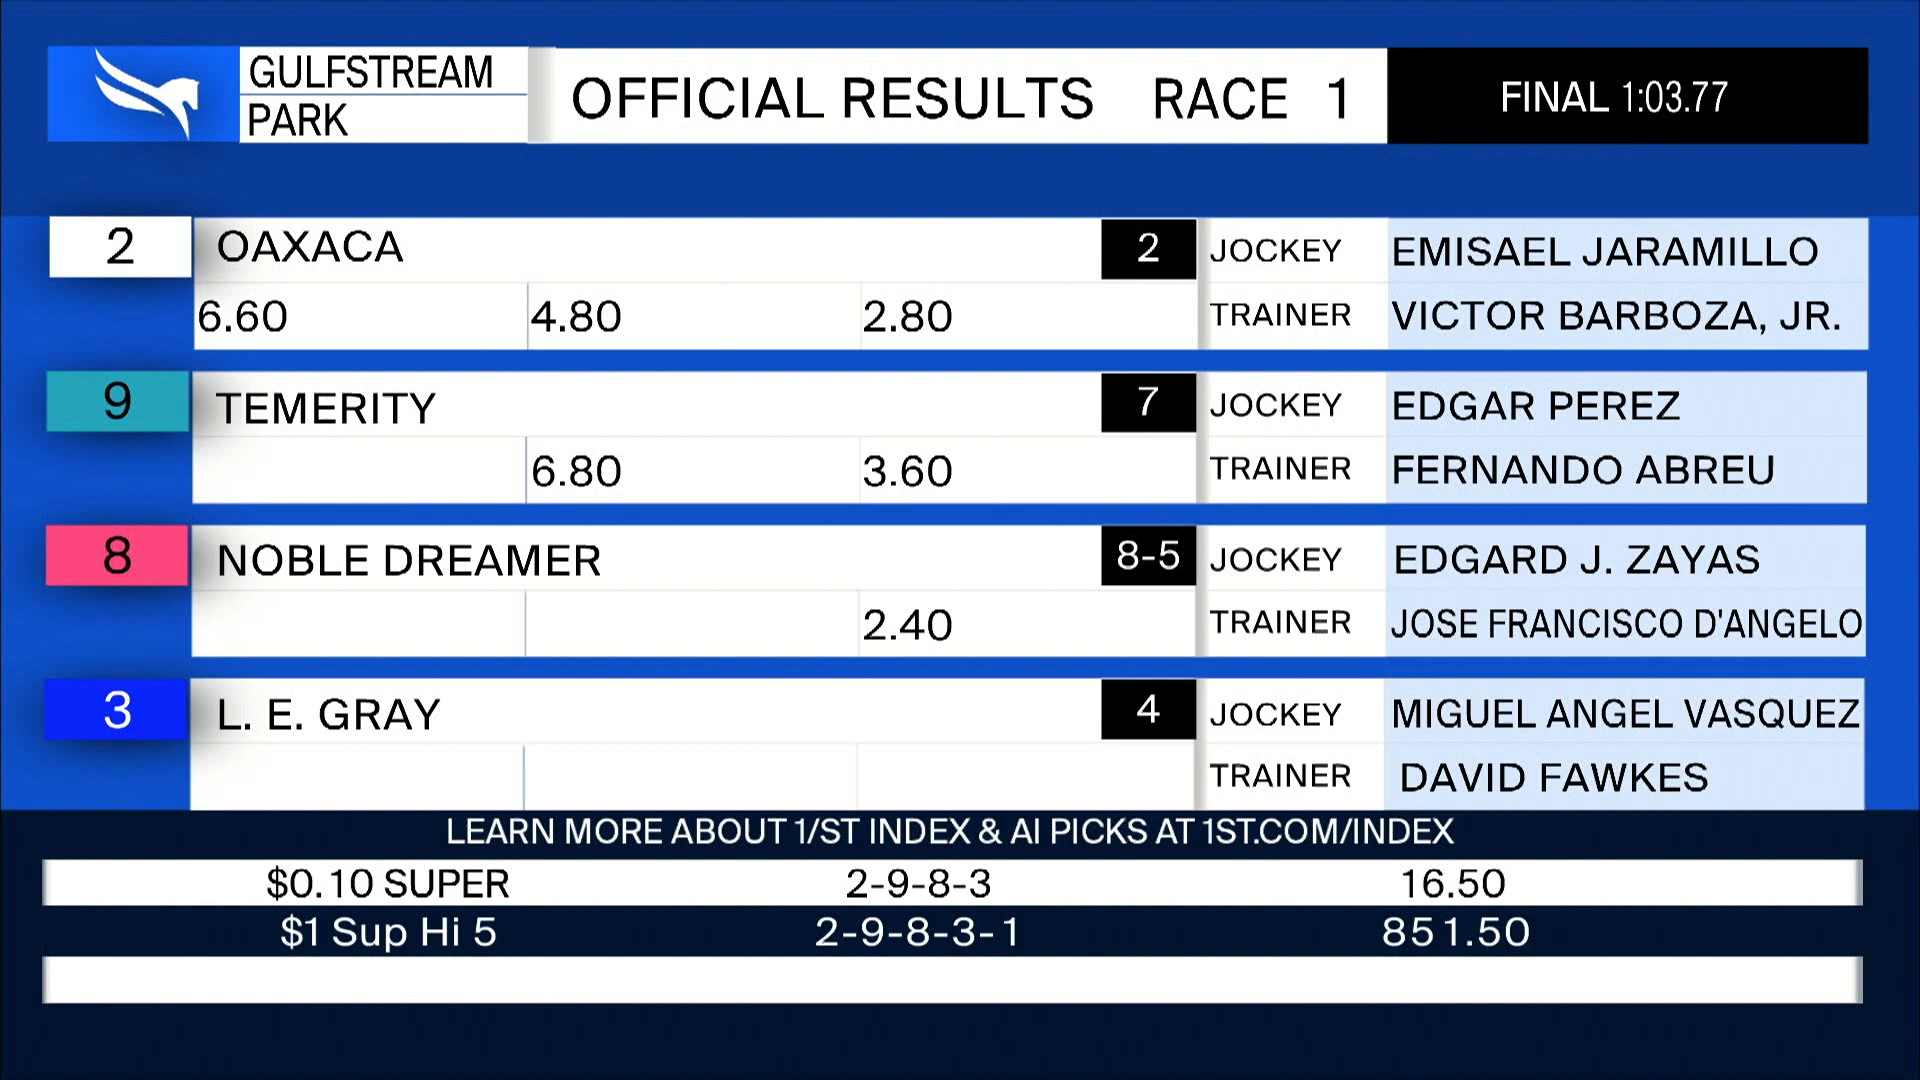 GULFSTREAM
PARK
OFFICIAL RESULTS RACE 1
FINAL 1:03.77
2 OAXACA 2 JOCKEY EMISAEL JARAMILLO
6.60 4.80 2.80 TRAINER VICTOR BARBOZA, JR.
9 TEMERITY 7 JOCKEY EDGAR PEREZ
6.80 3.60 TRAINER FERNANDO ABREU
8 NOBLE DREAMER 8-5 JOCKEY EDGARD J. ZAYAS
2.40 TRAINER JOSE FRANCISCO D'ANGELO
3 L. E. GRAY 4 JOCKEY MIGUEL ANGEL VASQUEZ
TRAINER DAVID FAWKES
LEARN MORE ABOUT 1/ST INDEX & AI PICKS AT 1ST.COM/INDEX
$0.10 SUPER 2-9-8-3 16.50
$1 Sup Hi 5 2-9-8-3-1 851.50